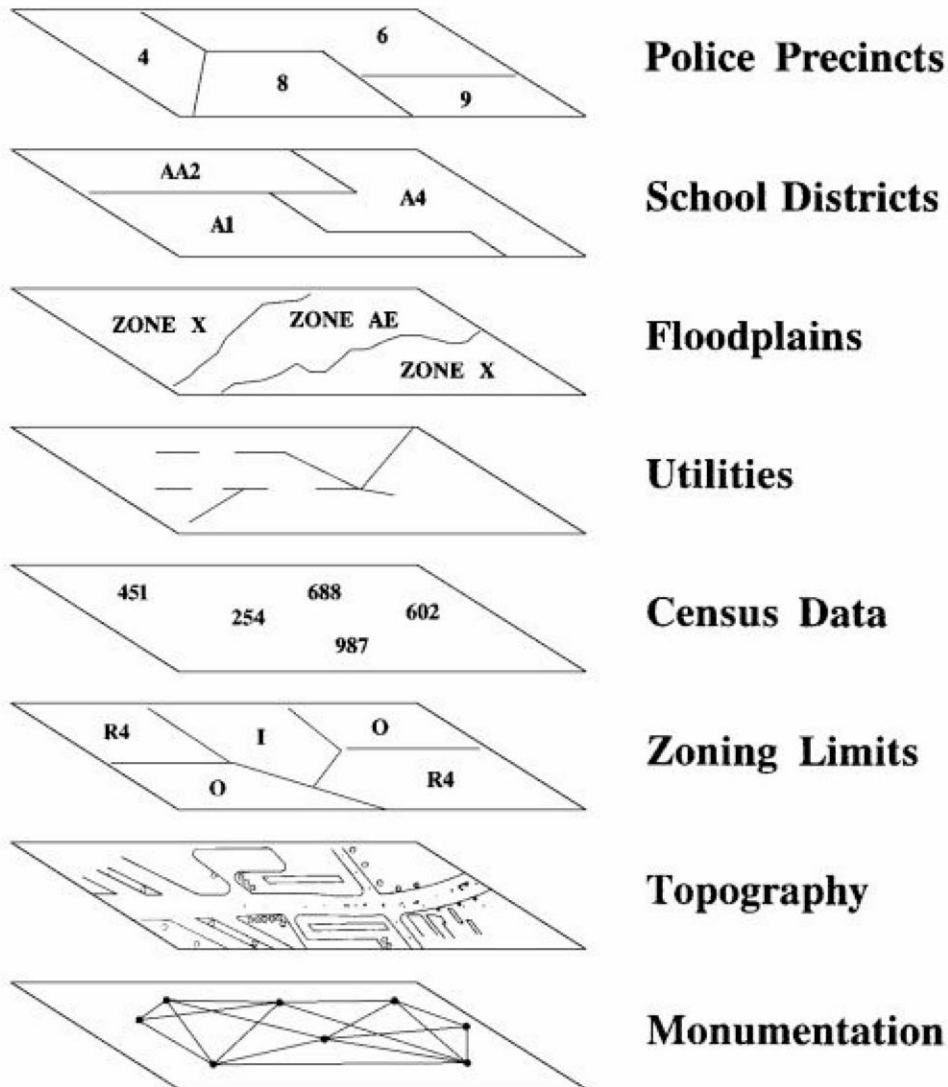 4
6
8
9
Police Precincts
AA2
A1
A4
School Districts
ZONE X
ZONE AE
ZONE X
Floodplains
Utilities
451
254
688
602
987
Census Data
R4
I
O
O
R4
Zoning Limits
Topography
Monumentation